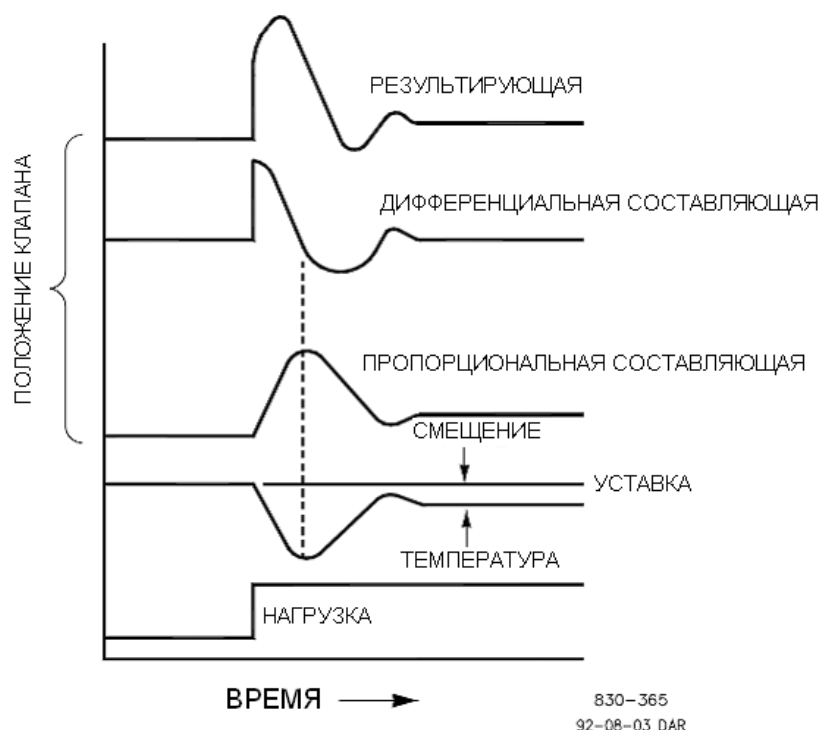 РЕЗУЛЬТИРУЮЩАЯ
ПОЛОЖЕНИЕ КЛАПАНА
ДИФФЕРЕНЦИАЛЬНАЯ СОСТАВЛЯЮЩАЯ
ПРОПОРЦИОНАЛЬНАЯ СОСТАВЛЯЮЩАЯ
СМЕЩЕНИЕ
УСТАВКА
ТЕМПЕРАТУРА
НАГРУЗКА
ВРЕМЯ
830-365
92-08-03 DAR